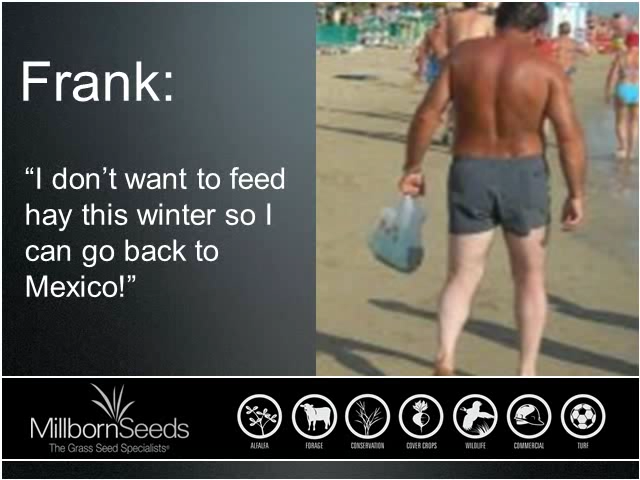 Frank:
“I don’t want to feed
hay this winter so I
can go back to
Mexico!”
MillbornSeeds
The Grass Seed Specialists®
ALFALFA
FORAGE
CONSERVATION
COVER CROPS
WILDLIFE
COMMERCIAL
TURF